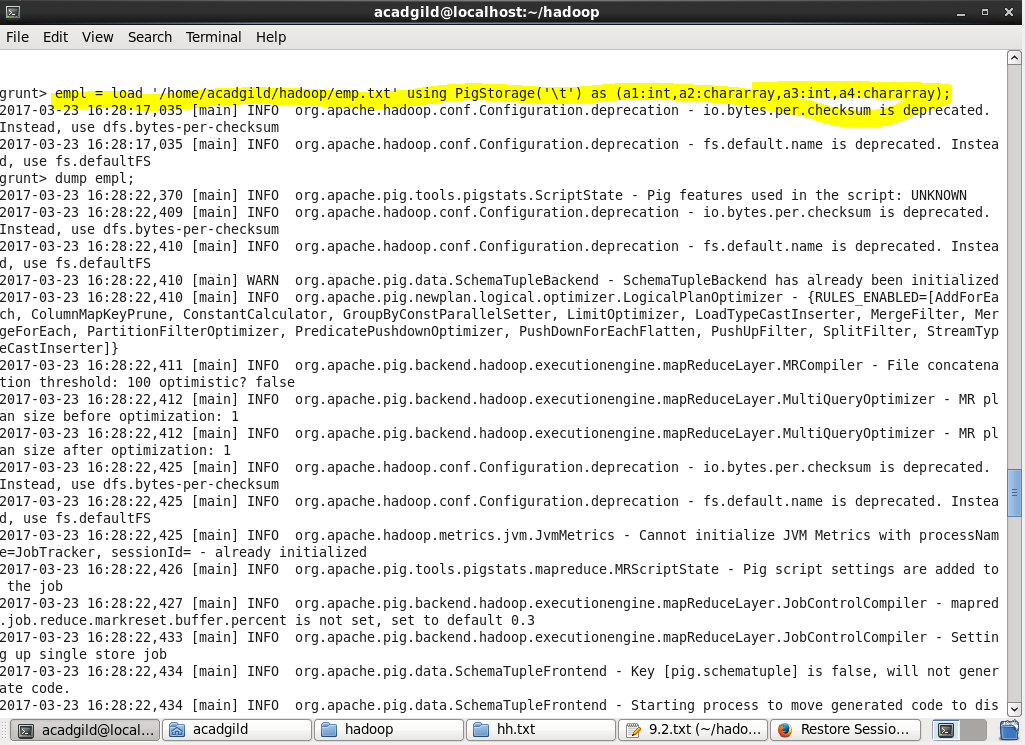 acadgild@localhost:~/hadoop
File Edit View Search Terminal Help
grunt> empl = load '/home/acadgild/hadoop/emp.txt' using PigStorage('\t') as (a1:int,a2:chararray,a3:int,a4:chararray);
2017-03-23 16:28:17,035 [main] INFO  org.apache.hadoop.conf.Configuration.deprecation - io.bytes.per.checksum is deprecated.
Instead, use dfs.bytes-per-checksum
2017-03-23 16:28:17,035 [main] INFO  org.apache.hadoop.conf.Configuration.deprecation - fs.default.name is deprecated. Instea
d, use fs.defaultFS
grunt> dump empl;
2017-03-23 16:28:22,370 [main] INFO  org.apache.pig.tools.pigstats.ScriptState - Pig features used in the script: UNKNOWN
2017-03-23 16:28:22,409 [main] INFO  org.apache.hadoop.conf.Configuration.deprecation - io.bytes.per.checksum is deprecated.
Instead, use dfs.bytes-per-checksum
2017-03-23 16:28:22,410 [main] INFO  org.apache.hadoop.conf.Configuration.deprecation - fs.default.name is deprecated. Instea
d, use fs.defaultFS
2017-03-23 16:28:22,410 [main] WARN  org.apache.pig.data.SchemaTupleBackend - SchemaTupleBackend has already been initialized
2017-03-23 16:28:22,410 [main] INFO  org.apache.pig.newplan.logical.optimizer.LogicalPlanOptimizer - {RULES_ENABLED=[AddForEa
ch, ColumnMapKeyPrune, ConstantCalculator, GroupByConstParallelSetter, LimitOptimizer, LoadTypeCastInserter, MergeFilter, Mer
geForEach, PartitionFilterOptimizer, PredicatePushdownOptimizer, PushDownForEachFlatten, PushUpFilter, SplitFilter, StreamTyp
eCastInserter]}
2017-03-23 16:28:22,411 [main] INFO  org.apache.pig.backend.hadoop.executionengine.mapReduceLayer.MRCompiler - File concatena
tion threshold: 100 optimistic? false
2017-03-23 16:28:22,412 [main] INFO  org.apache.pig.backend.hadoop.executionengine.mapReduceLayer.MultiQueryOptimizer - MR pl
an size before optimization: 1
2017-03-23 16:28:22,412 [main] INFO  org.apache.pig.backend.hadoop.executionengine.mapReduceLayer.MultiQueryOptimizer - MR pl
an size after optimization: 1
2017-03-23 16:28:22,425 [main] INFO  org.apache.hadoop.conf.Configuration.deprecation - io.bytes.per.checksum is deprecated.
Instead, use dfs.bytes-per-checksum
2017-03-23 16:28:22,425 [main] INFO  org.apache.hadoop.conf.Configuration.deprecation - fs.default.name is deprecated. Instea
d, use fs.defaultFS
2017-03-23 16:28:22,425 [main] INFO  org.apache.hadoop.metrics.jvm.JvmMetrics - Cannot initialize JVM Metrics with processNam
e=JobTracker, sessionId= - already initialized
2017-03-23 16:28:22,426 [main] INFO  org.apache.pig.tools.pigstats.mapreduce.MRScriptState - Pig script settings are added to
 the job
2017-03-23 16:28:22,427 [main] INFO  org.apache.pig.backend.hadoop.executionengine.mapReduceLayer.JobControlCompiler - mapred
.job.reduce.markreset.buffer.percent is not set, set to default 0.3
2017-03-23 16:28:22,433 [main] INFO  org.apache.pig.backend.hadoop.executionengine.mapReduceLayer.JobControlCompiler - Settin
g up single store job
2017-03-23 16:28:22,434 [main] INFO  org.apache.pig.data.SchemaTupleFrontend - Key [pig.schematuple] is false, will not gener
ate code.
2017-03-23 16:28:22,434 [main] INFO  org.apache.pig.data.SchemaTupleFrontend - Starting process to move generated code to dis
acadgild@local... acadgild hadoop hh.txt 9.2.txt (~/hado... Restore Sessio...